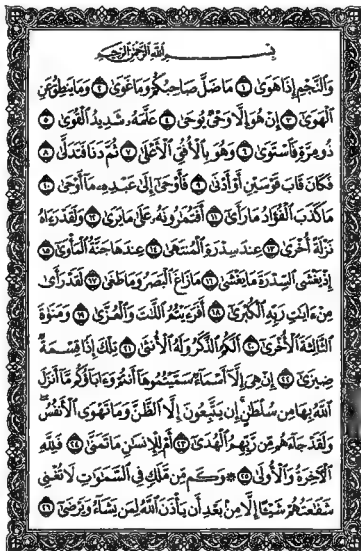 بِسْمِ ٱللَّهِ ٱلرَّحْمَٰنِ ٱلرَّحِيمِ
وَٱلنَّجْمِ إِذَا هَوَىٰ ١ مَا ضَلَّ صَاحِبُكُمْ وَمَا غَوَىٰ ٢ وَمَا يَنطِقُ عَنِ
ٱلْهَوَىٰ ٣ إِنْ هُوَ إِلَّا وَحْىٌ يُوحَىٰ ٤ عَلَّمَهُۥ شَدِيدُ ٱلْقُوَىٰ ٥
ذُو مِرَّةٍ فَٱسْتَوَىٰ ٦ وَهُوَ بِٱلْأُفُقِ ٱلْأَعْلَىٰ ٧ ثُمَّ دَنَا فَتَدَلَّىٰ ٨
فَكَانَ قَابَ قَوْسَيْنِ أَوْ أَدْنَىٰ ٩ فَأَوْحَىٰٓ إِلَىٰ عَبْدِهِۦ مَآ أَوْحَىٰ ١٠
مَا كَذَبَ ٱلْفُؤَادُ مَا رَأَىٰٓ ١١ أَفَتُمَٰرُونَهُۥ عَلَىٰ مَا يَرَىٰ ١٢ وَلَقَدْ رَءَاهُ
نَزْلَةً أُخْرَىٰ ١٣ عِندَ سِدْرَةِ ٱلْمُنتَهَىٰ ١٤ عِندَهَا جَنَّةُ ٱلْمَأْوَىٰٓ ١٥
إِذْ يَغْشَى ٱلسِّدْرَةَ مَا يَغْشَىٰ ١٦ مَا زَاغَ ٱلْبَصَرُ وَمَا طَغَىٰ ١٧ لَقَدْ رَأَىٰ
مِنْ ءَايَٰتِ رَبِّهِ ٱلْكُبْرَىٰٓ ١٨ أَفَرَءَيْتُمُ ٱللَّٰتَ وَٱلْعُزَّىٰ ١٩ وَمَنَوٰةَ
ٱلثَّالِثَةَ ٱلْأُخْرَىٰٓ ٢٠ أَلَكُمُ ٱلذَّكَرُ وَلَهُ ٱلْأُنثَىٰ ٢١ تِلْكَ إِذًا قِسْمَةٌ
ضِيزَىٰٓ ٢٢ إِنْ هِىَ إِلَّآ أَسْمَآءٌ سَمَّيْتُمُوهَآ أَنتُمْ وَءَابَآؤُكُم مَّآ أَنزَلَ
ٱللَّهُ بِهَا مِن سُلْطَٰنٍ إِن يَتَّبِعُونَ إِلَّا ٱلظَّنَّ وَمَا تَهْوَى ٱلْأَنفُسُ
وَلَقَدْ جَآءَهُم مِّن رَّبِّهِمُ ٱلْهُدَىٰٓ ٢٣ أَمْ لِلْإِنسَٰنِ مَا تَمَنَّىٰ ٢٤ فَلِلَّهِ
ٱلْءَاخِرَةُ وَٱلْأُولَىٰ ٢٥ ۞ وَكَم مِّن مَّلَكٍ فِى ٱلسَّمَٰوَٰتِ لَا تُغْنِى
شَفَٰعَتُهُمْ شَيْـًٔا إِلَّا مِنۢ بَعْدِ أَن يَأْذَنَ ٱللَّهُ لِمَن يَشَآءُ وَيَرْضَىٰٓ ٢٦